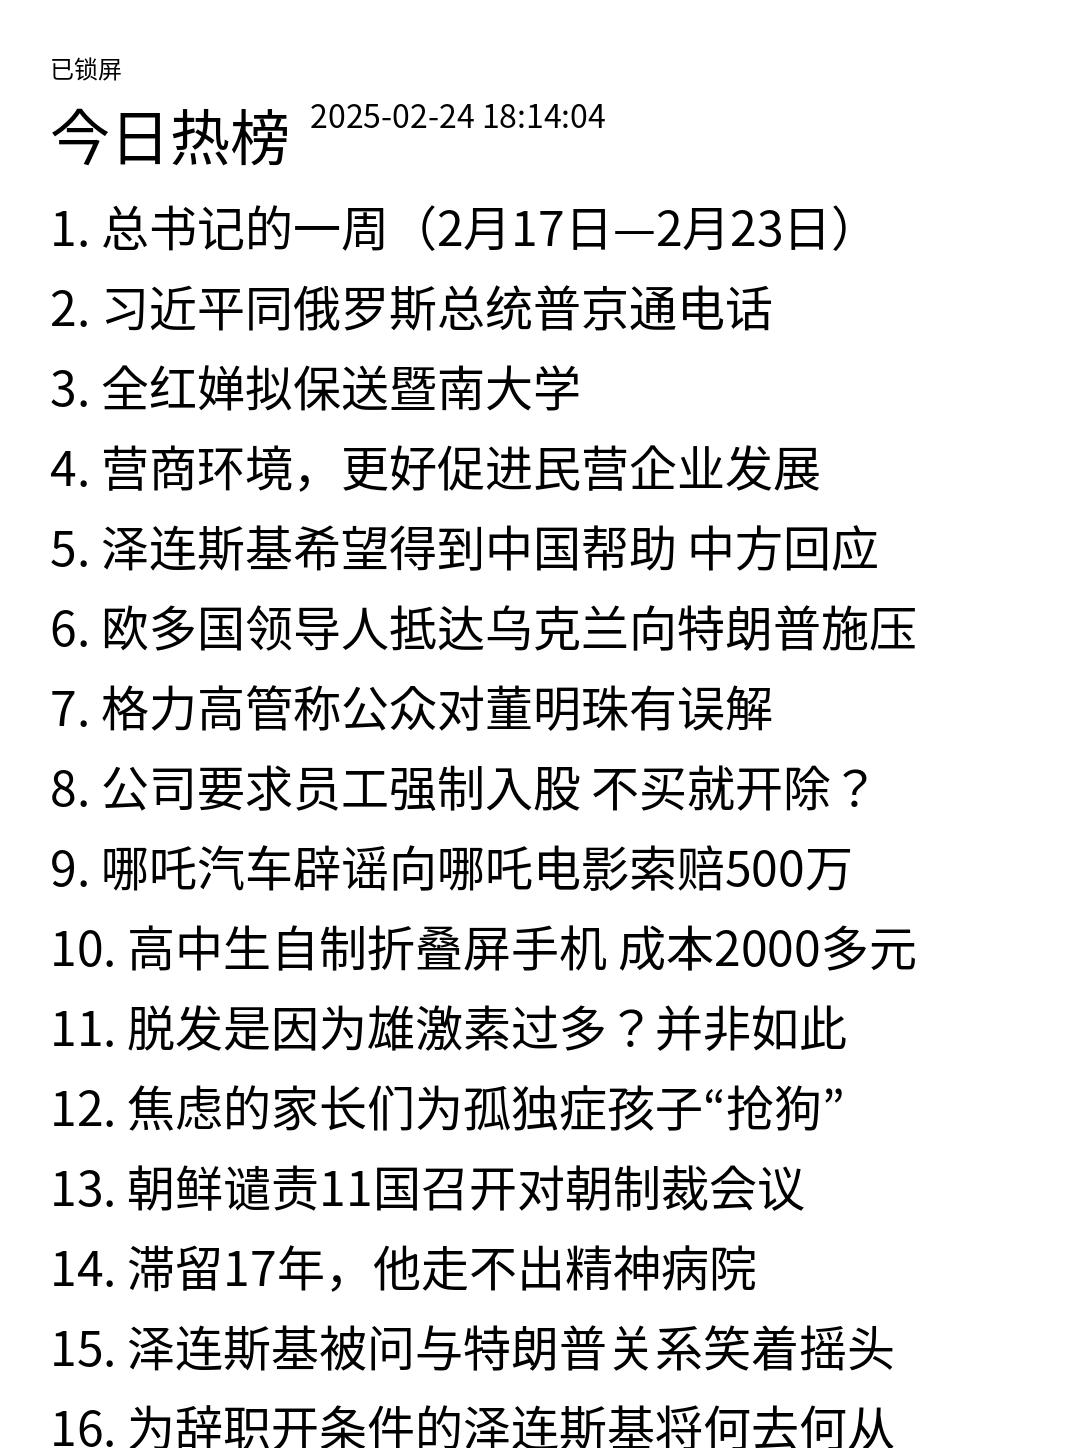 已锁屏
今日热榜 2025-02-24 18:14:04
1. 总书记的一周（2月17日—2月23日）
2. 习近平同俄罗斯总统普京通电话
3. 全红婵拟保送暨南大学
4. 营商环境，更好促进民营企业发展
5. 泽连斯基希望得到中国帮助 中方回应
6. 欧多国领导人抵达乌克兰向特朗普施压
7. 格力高管称公众对董明珠有误解
8. 公司要求员工强制入股 不买就开除？
9. 哪吒汽车辟谣向哪吒电影索赔500万
10. 高中生自制折叠屏手机 成本2000多元
11. 脱发是因为雄激素过多？并非如此
12. 焦虑的家长们为孤独症孩子“抢狗”
13. 朝鲜谴责11国召开对朝制裁会议
14. 滞留17年，他走不出精神病院
15. 泽连斯基被问与特朗普关系笑着摇头
16. 为辞职开条件的泽连斯基将何去何从